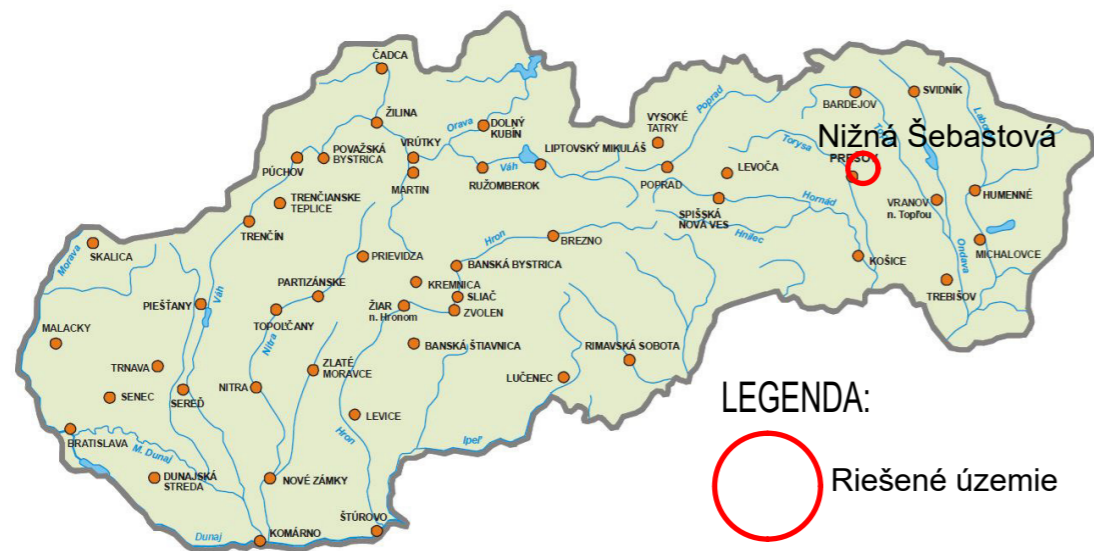 ČADCA
ŽILINA
Orava
DOLNÝ
KUBÍN
VYSOKÉ
TATRY
Poprad
BARDEJOV
SVIDNÍK
Nižná Šebastová
Torysa
POVAŽSKÁ
BYSTRICA
VRÚTKY
LIPTOVSKÝ MIKULÁŠ
PÚCHOV
Váh
RUŽOMBEROK
MARTIN
POPRAD
LEVOČA
PREŠOV
TRENČIANSKE
TEPLICE
Hornád
HUMENNÉ
SPIŠSKÁ
NOVÁ VES
VRANOV
n. Topľou
TRENČÍN
Hnilec
Hron
BREZNO
Morava
SKALICA
PRIEVIDZA
BANSKÁ BYSTRICA
KOŠICE
Ondava
MICHALOVCE
KREMNICA
PARTIZÁNSKE
SLIAČ
TREBIŠOV
PIEŠŤANY
Váh
ŽIAR
n. Hronom
ZVOLEN
TOPOĽČANY
MALACKY
Nitra
BANSKÁ ŠTIAVNICA
RIMAVSKÁ SOBOTA
TRNAVA
ZLATÉ
MORAVCE
LUČENEC
NITRA
SENEC
SEREĎ
LEVICE
LEGENDA:
Hron
Ipeľ
BRATISLAVA
M. Dunaj
DUNAJSKÁ
STREDA
NOVÉ ZÁMKY
Riešené územie
ŠTÚROVO
Dunaj
KOMÁRNO